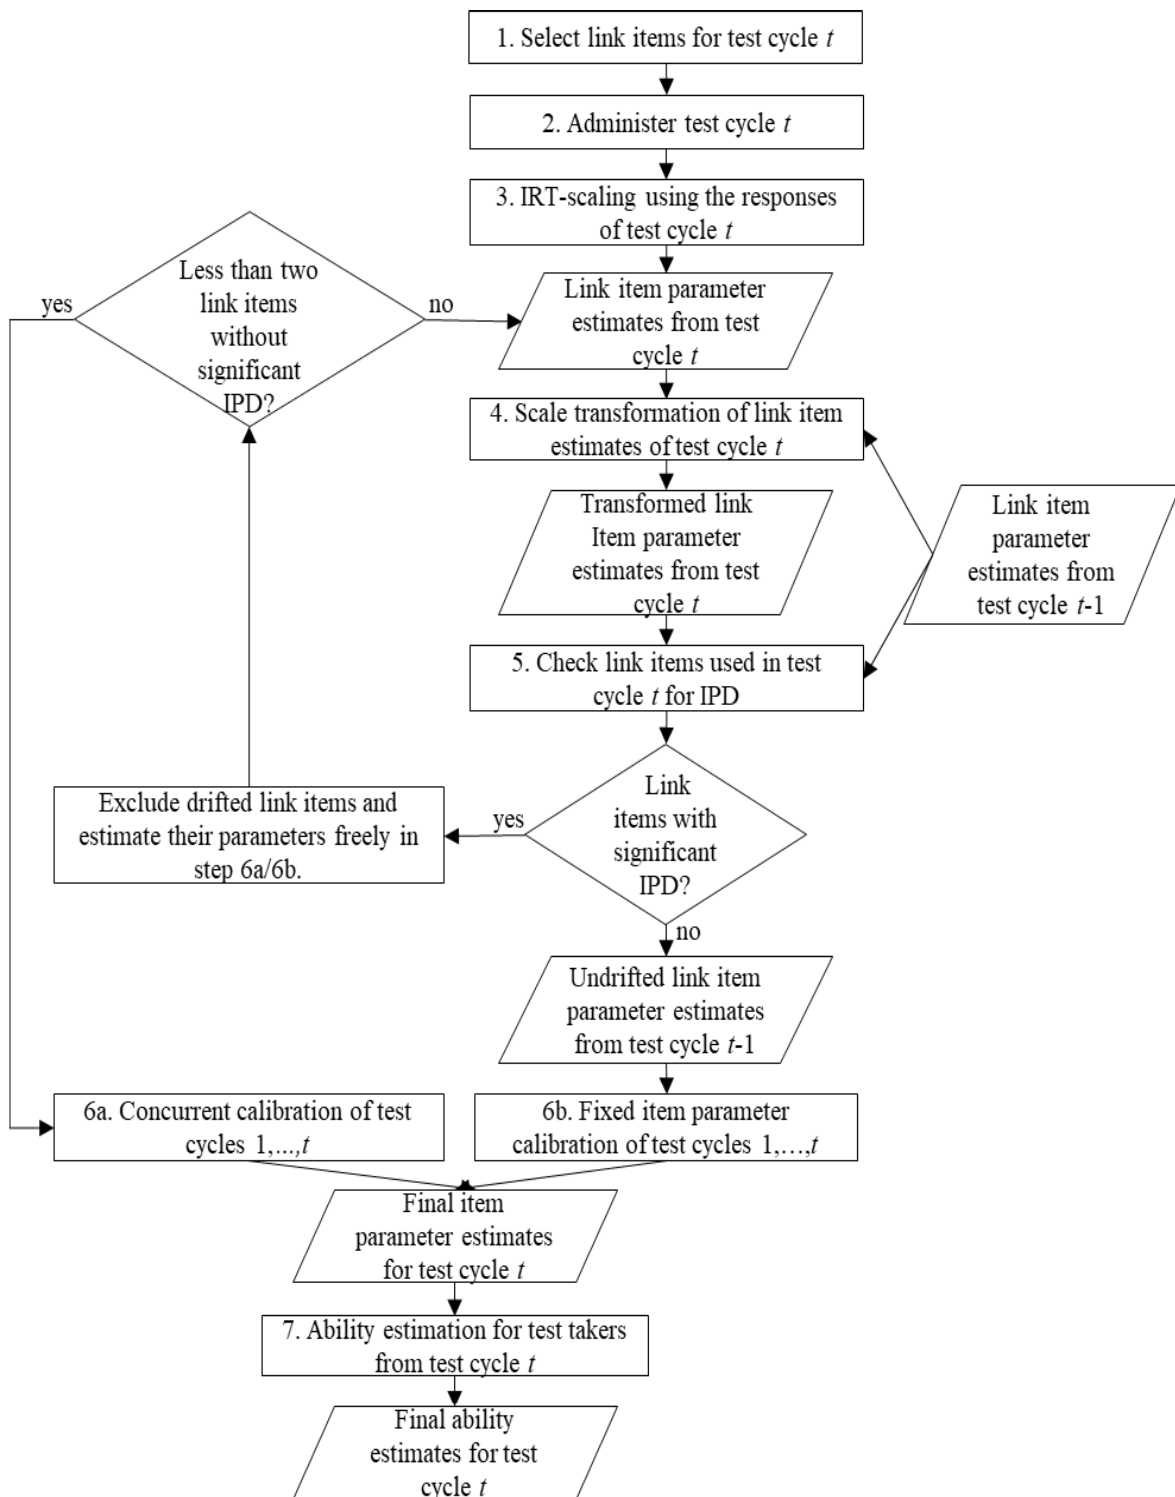 1. Select link items for test cycle t
2. Administer test cycle t
3. IRT-scaling using the responses
of test cycle t
Less than two
link items
without
significant
IPD?
yes
no
Link item parameter
estimates from test
cycle t
4. Scale transformation of link item
estimates of test cycle t
Transformed link
Item parameter
estimates from test
cycle t
Link item
parameter
estimates from
test cycle t-1
5. Check link items used in test
cycle t for IPD
Link
items with
significant
IPD?
yes
no
Exclude drifted link items and
estimate their parameters freely in
step 6a/6b.
Undrifted link item
parameter estimates
from test cycle t-1
6a. Concurrent calibration of test
cycles 1,...,t
6b. Fixed item parameter
calibration of test cycles 1,…,t
Final item
parameter estimates
for test cycle t
7. Ability estimation for test takers
from test cycle t
Final ability
estimates for test
cycle t